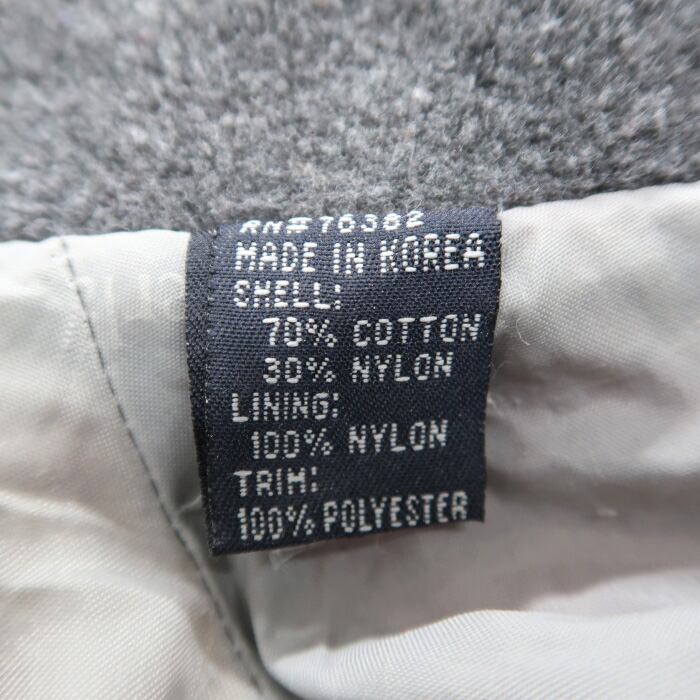 RN#76382
MADE IN KOREA
SHELL:
70% COTTON
30% NYLON
LINING:
100% NYLON
TRIM:
100% POLYESTER